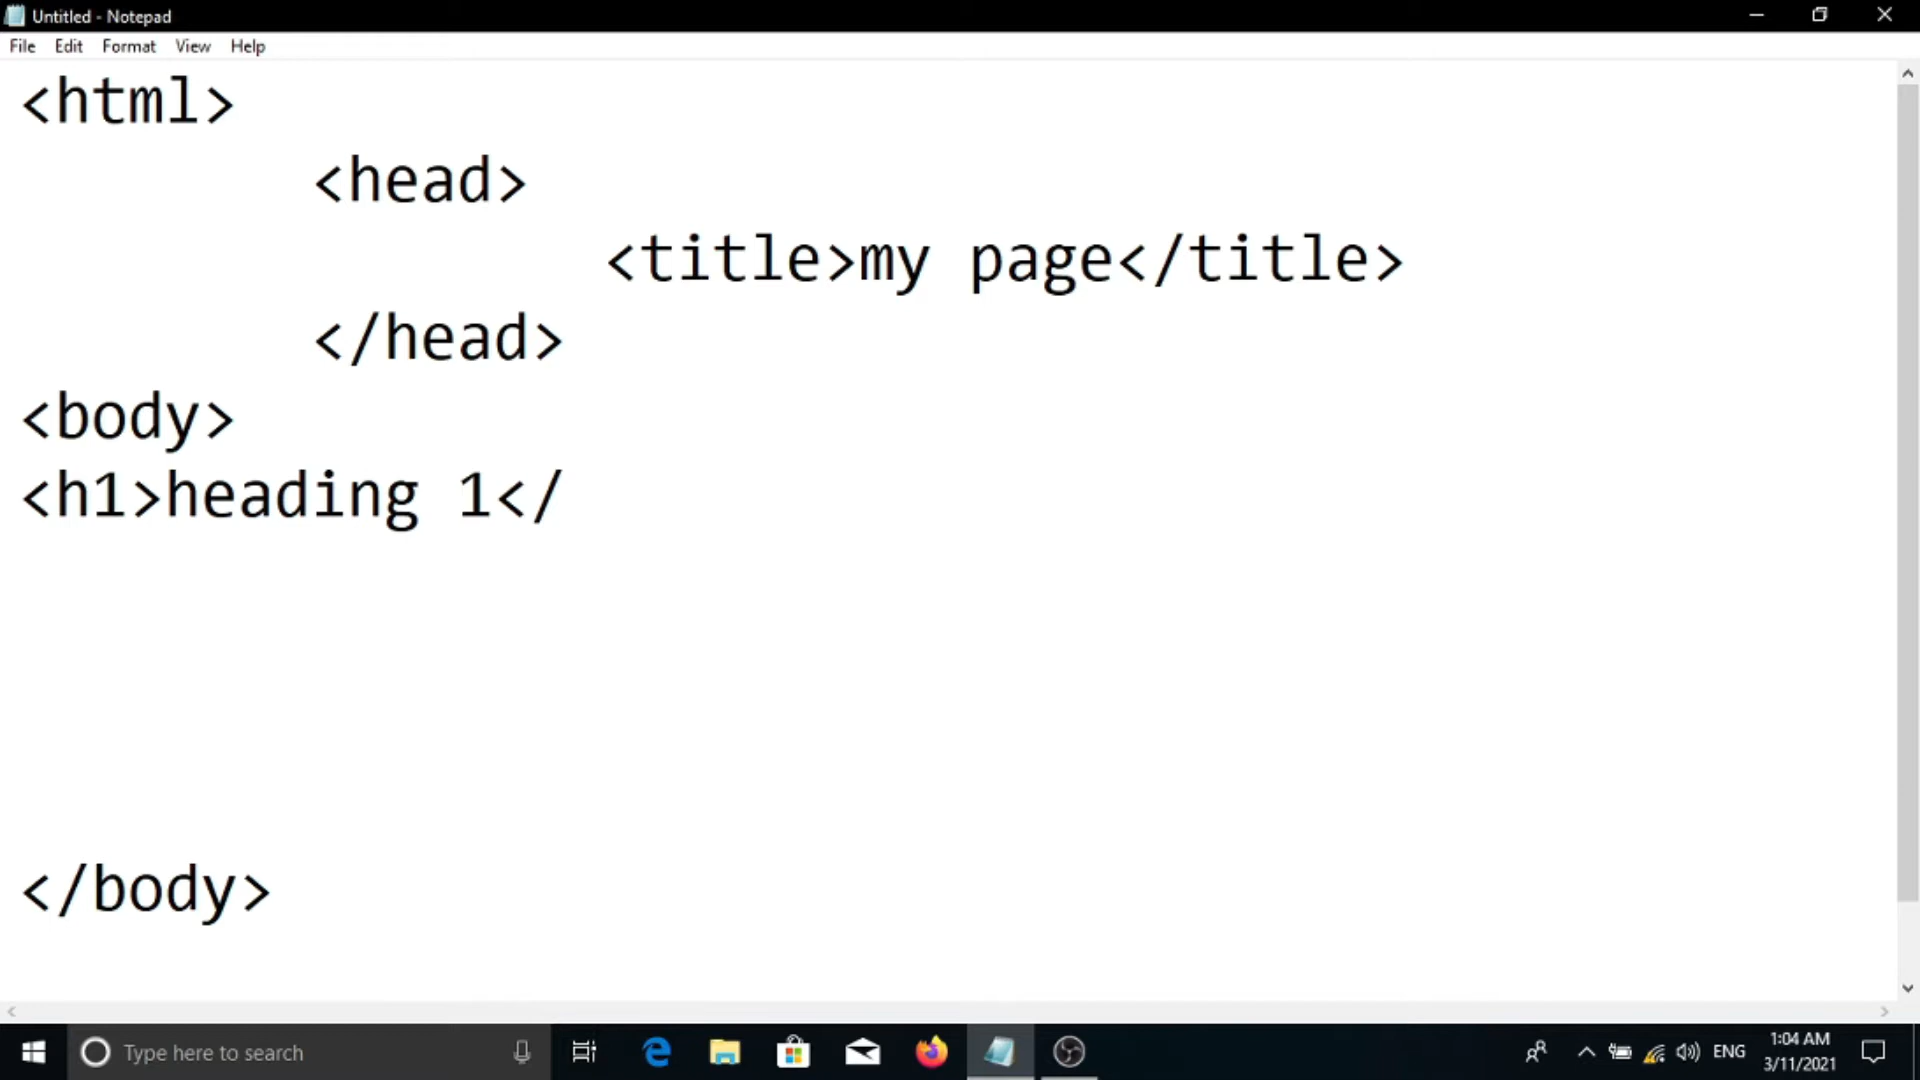 Untitled - Notepad
File Edit Format View Help
<html>
<head>
<title>my page</title>
</head>
<body>
<h1>heading 1</
</body>
Type here to search
ENG
1:04 AM
3/11/2021